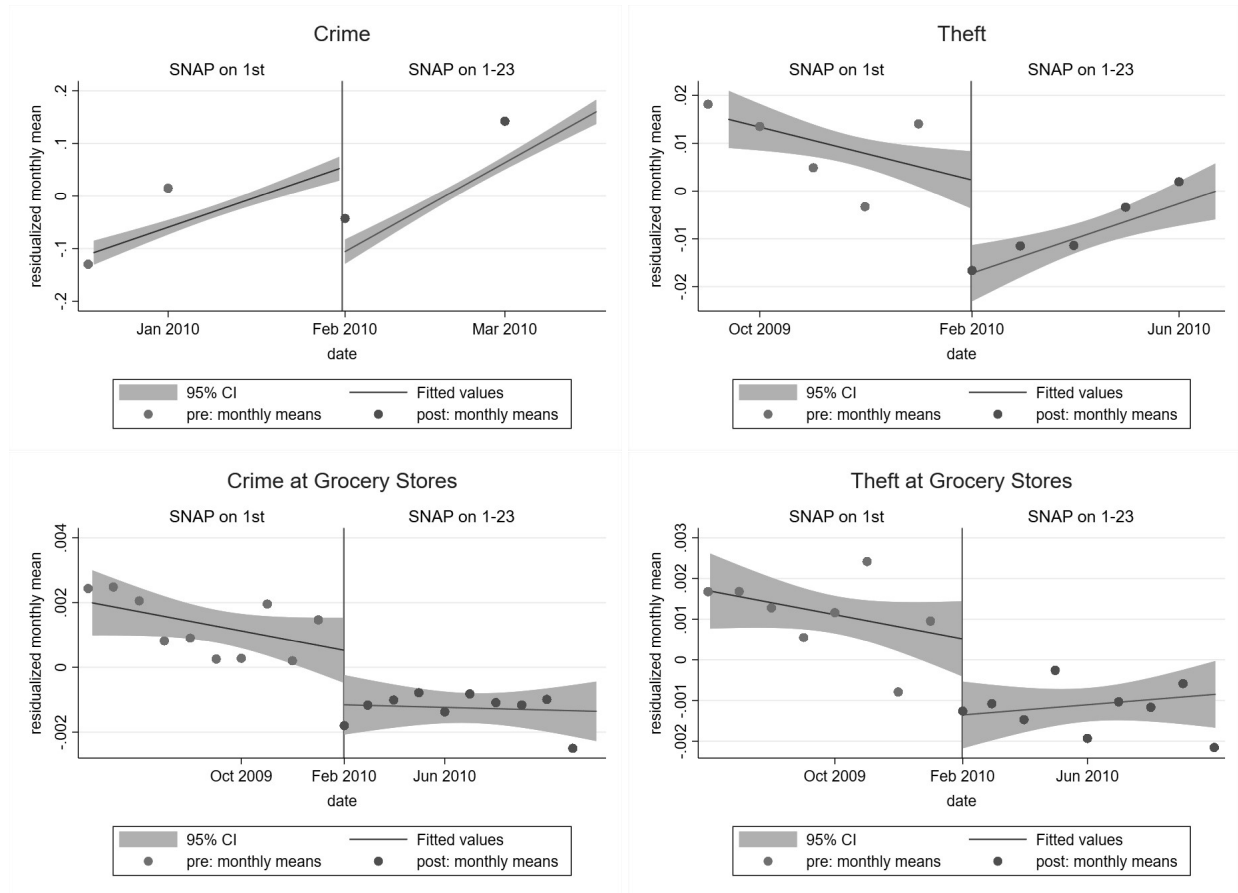 Crime
SNAP on 1st SNAP on 1-23
residualized monthly mean
.2
.1
0
-.1
-.2
Jan 2010 Feb 2010 Mar 2010
date
95% CI Fitted values
pre: monthly means post: monthly means
Theft
SNAP on 1st SNAP on 1-23
residualized monthly mean
.02
.01
0
-.01
-.02
Oct 2009 Feb 2010 Jun 2010
date
95% CI Fitted values
pre: monthly means post: monthly means
Crime at Grocery Stores
SNAP on 1st SNAP on 1-23
residualized monthly mean
.004
.002
0
-.002
Oct 2009 Feb 2010 Jun 2010
date
95% CI Fitted values
pre: monthly means post: monthly means
Theft at Grocery Stores
SNAP on 1st SNAP on 1-23
residualized monthly mean
.003
.002
.001
0
-.001
-.002
Oct 2009 Feb 2010 Jun 2010
date
95% CI Fitted values
pre: monthly means post: monthly means